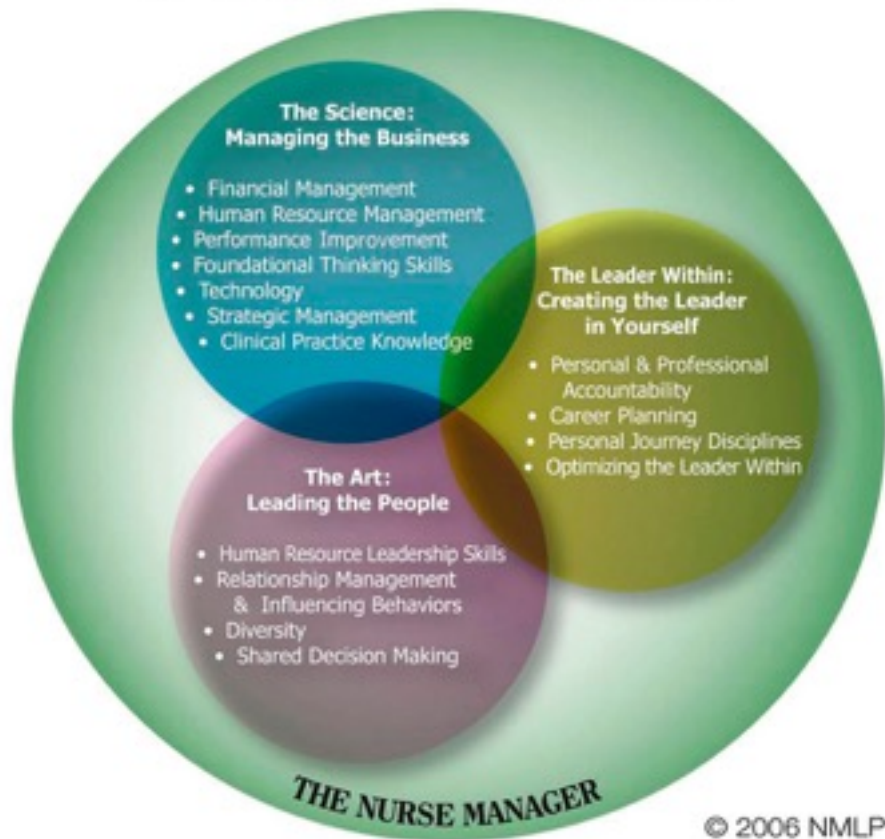 The Science:
Managing the Business
• Financial Management
• Human Resource Management
• Performance Improvement
• Foundational Thinking Skills
• Technology
• Strategic Management
• Clinical Practice Knowledge
The Leader Within:
Creating the Leader
in Yourself
• Personal & Professional
Accountability
• Career Planning
• Personal Journey Disciplines
• Optimizing the Leader Within
The Art:
Leading the People
• Human Resource Leadership Skills
• Relationship Management
& Influencing Behaviors
• Diversity
• Shared Decision Making
THE NURSE MANAGER
© 2006 NMLP